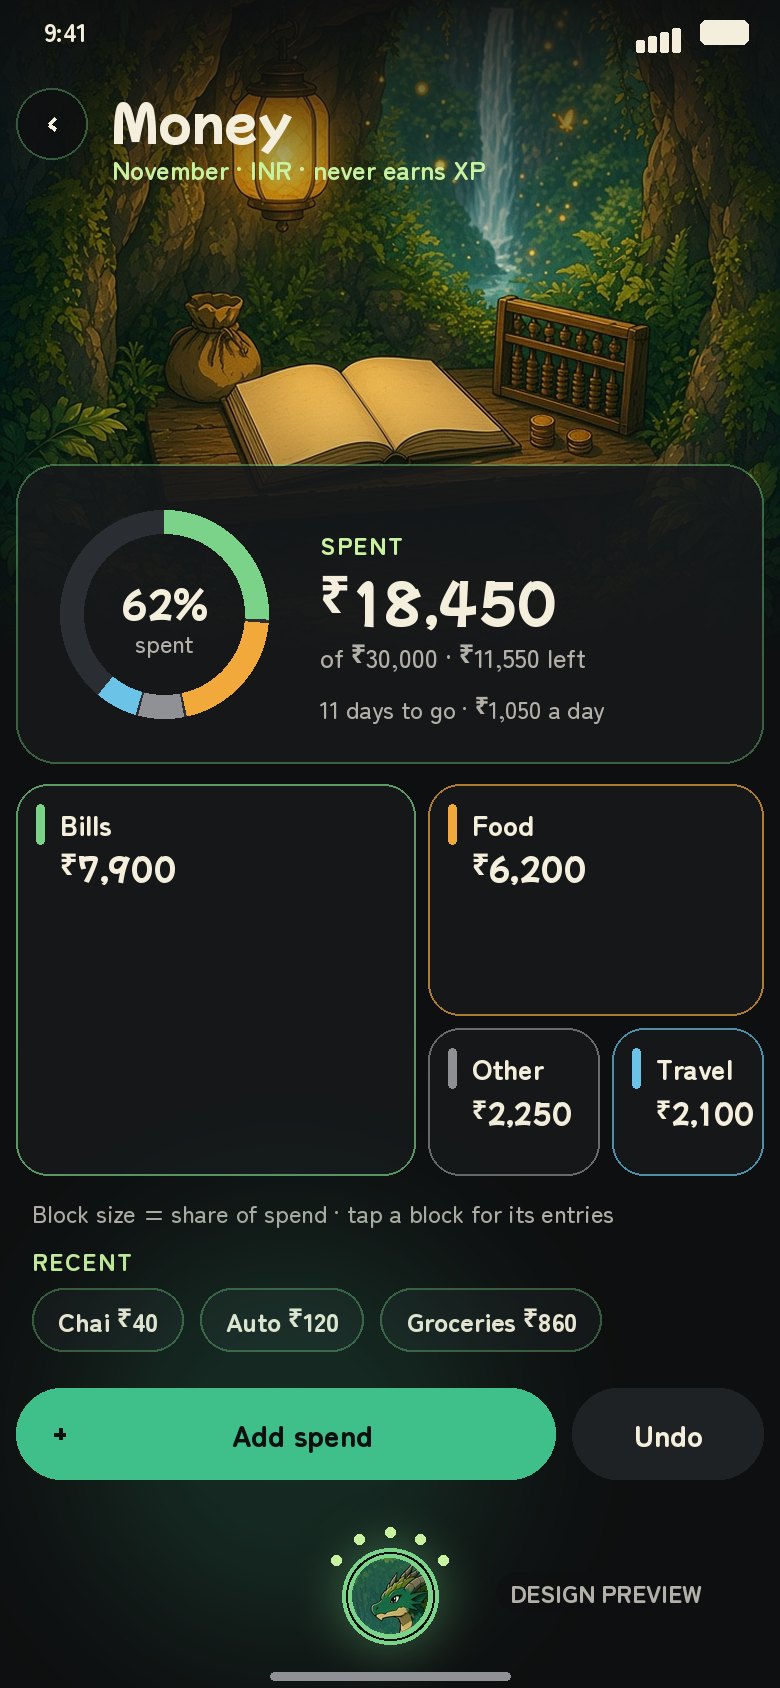 9:41
Money
November · INR · never earns XP
62%
spent
SPENT
₹18,450
of ₹30,000 · ₹11,550 left
11 days to go · ₹1,050 a day
Bills
₹7,900
Food
₹6,200
Other
₹2,250
Travel
₹2,100
Block size = share of spend · tap a block for its entries
RECENT
Chai ₹40
Auto ₹120
Groceries ₹860
+ Add spend
Undo
DESIGN PREVIEW